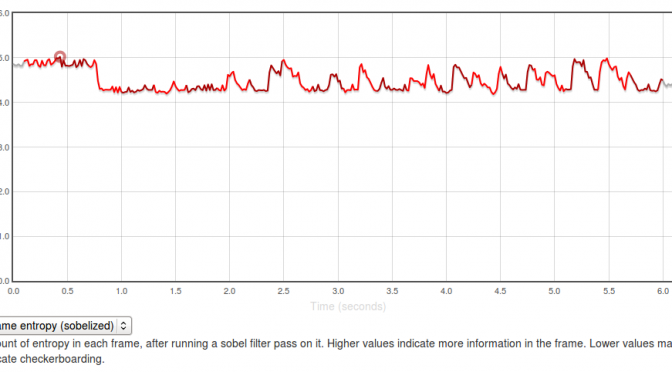 6.0
5.0
4.0
3.0
2.0
1.0
0.0
0.0 0.5 1.0 1.5 2.0 2.5 3.0 3.5 4.0 4.5 5.0 5.5 6.0
Time (seconds)
ame entropy (sobelized)
ount of entropy in each frame, after running a sobel filter pass on it. Higher values indicate more information in the frame. Lower values ma
cate checkerboarding.